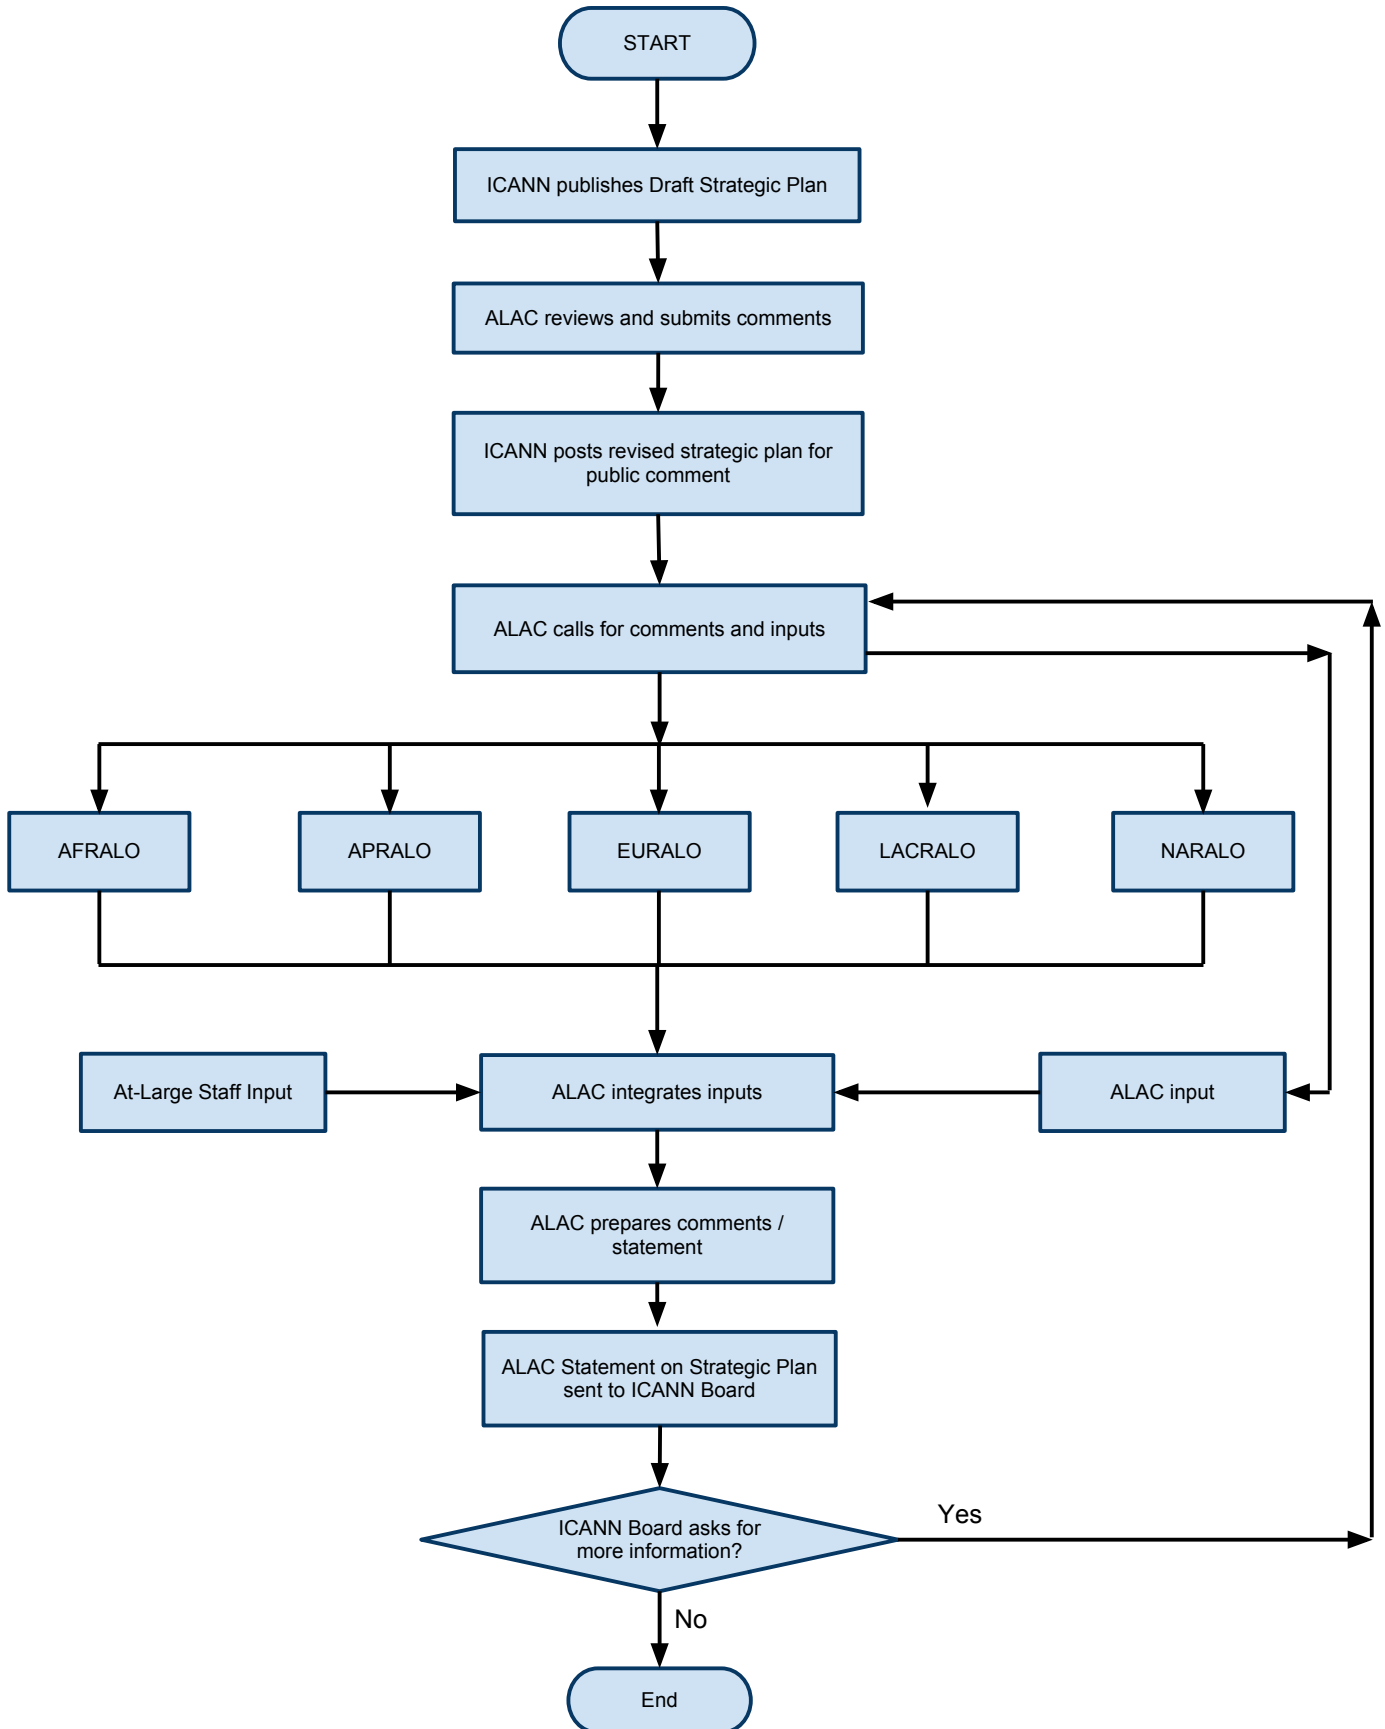 START
ICANN publishes Draft Strategic Plan
ALAC reviews and submits comments
ICANN posts revised strategic plan for
public comment
ALAC calls for comments and inputs
AFRALO
APRALO
EURALO
LACRALO
NARALO
At-Large Staff Input
ALAC integrates inputs
ALAC input
ALAC prepares comments /
statement
ALAC Statement on Strategic Plan
sent to ICANN Board
ICANN Board asks for
more information?
Yes
No
End